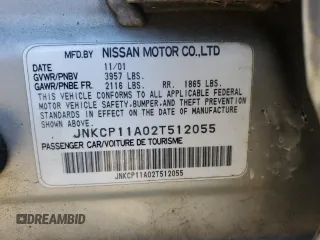 MFD.BY NISSAN MOTOR CO.,LTD
DATE 11/01
GVWR/PNBV 3957 LBS.
GAWR/PNBE FR. 2116 LBS. RR. 1865 LBS.
THIS VEHICLE CONFORMS TO ALL APPLICABLE FEDERAL
MOTOR VEHICLE SAFETY, BUMPER, AND THEFT PREVENTION
STANDARDS IN EFFECT ON THE DATE OF
MANUFACTURE SHOWN ABOVE.
JNKCP11A02T512055
PASSENGER CAR/VOITURE DE TOURISME
JNKCP11A02T512055
DREAMBID